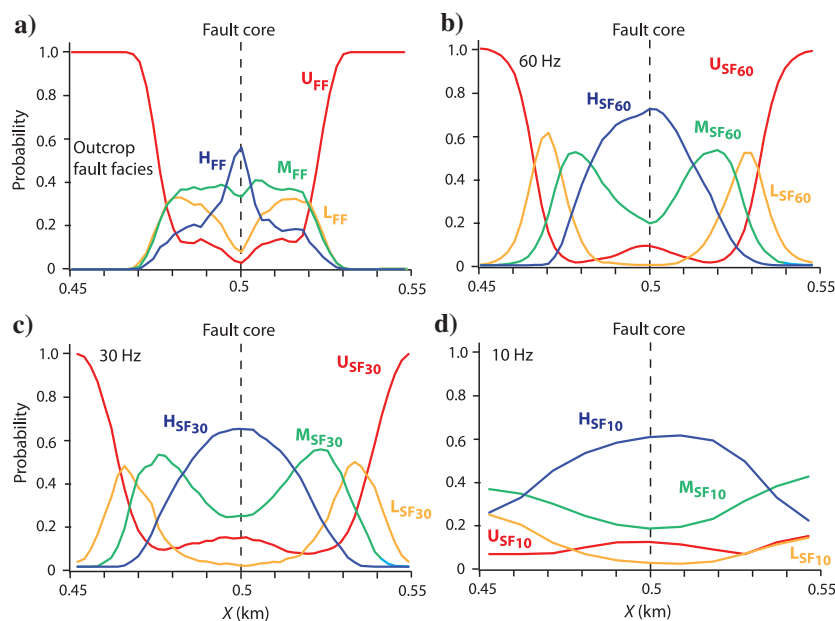 a)
Fault core
1.0
0.8
0.6
0.4
0.2
0
Probability
Outcrop
fault facies
U_FF
H_FF
M_FF
L_FF
0.45
0.5
0.55
b)
Fault core
60 Hz
1.0
0.8
0.6
0.4
0.2
0
U_SF60
H_SF60
M_SF60
L_SF60
0.45
0.5
0.55
c)
Fault core
30 Hz
1.0
0.8
0.6
0.4
0.2
0
Probability
U_SF30
H_SF30
M_SF30
L_SF30
0.45
0.5
0.55
X (km)
d)
Fault core
10 Hz
1.0
0.8
0.6
0.4
0.2
0
H_SF10
M_SF10
U_SF10
L_SF10
0.45
0.5
0.55
X (km)